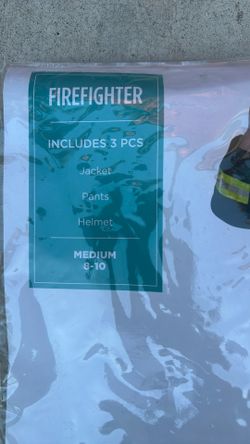 FIREFIGHTER
INCLUDES 3 PCS
Jacket
Pants
Helmet
MEDIUM
8-10